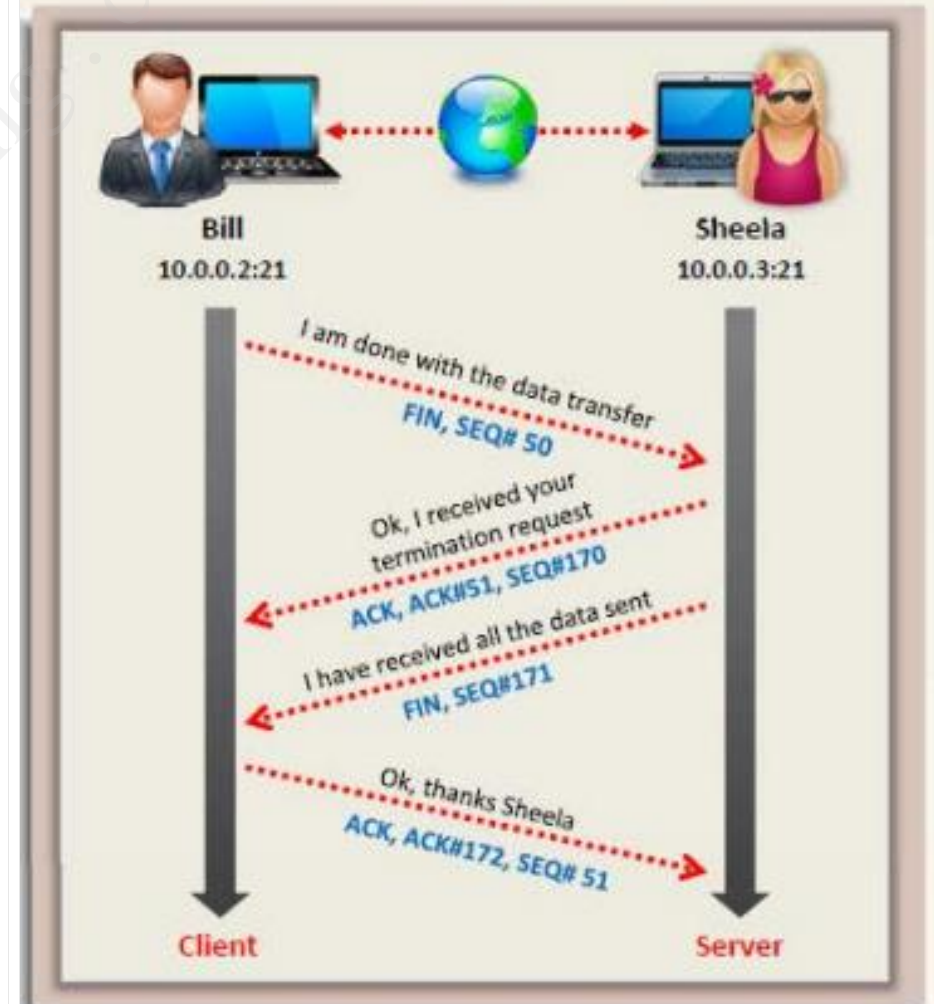 Bill
10.0.0.2:21
Sheela
10.0.0.3:21
I am done with the data transfer
FIN, SEQ# 50
Ok, I received your
termination request
ACK, ACK#51, SEQ#170
I have received all the data sent
FIN, SEQ#171
Ok, thanks Sheela
ACK, ACK#172, SEQ# 51
Client
Server